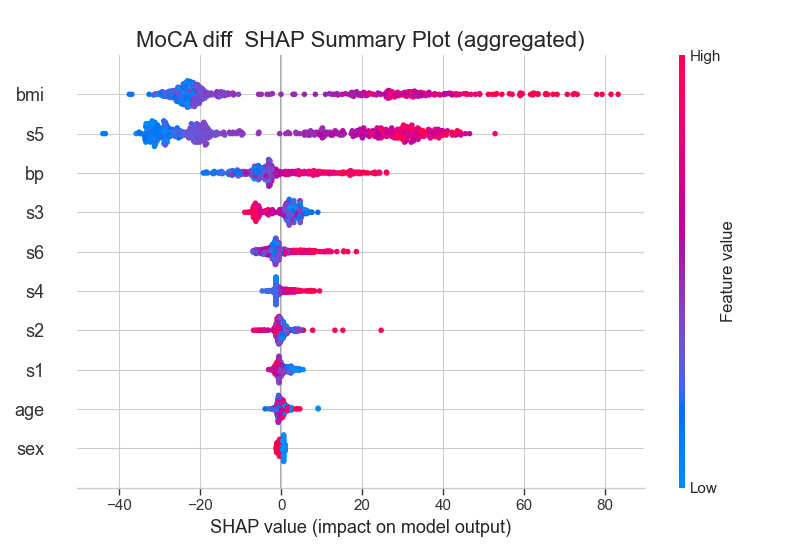 MoCA diff  SHAP Summary Plot (aggregated)
High
bmi
s5
bp
s3
s6
s4
s2
s1
age
sex
Feature value
Low
−40 −20 0 20 40 60 80
SHAP value (impact on model output)